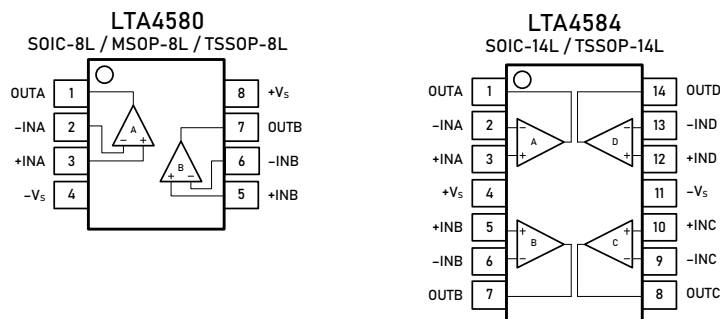 LTA4580
SOIC-8L / MSOP-8L / TSSOP-8L
OUTA 1 8 +Vs
−INA 2 A 7 OUTB
− +
+INA 3 B 6 −INB
+ −
−Vs 4 5 +INB
LTA4584
SOIC-14L / TSSOP-14L
OUTA 1 14 OUTD
−INA 2 − − 13 −IND
A D
+INA 3 + + 12 +IND
+Vs 4 11 −Vs
+INB 5 + + 10 +INC
B C
−INB 6 − − 9 −INC
OUTB 7 8 OUTC